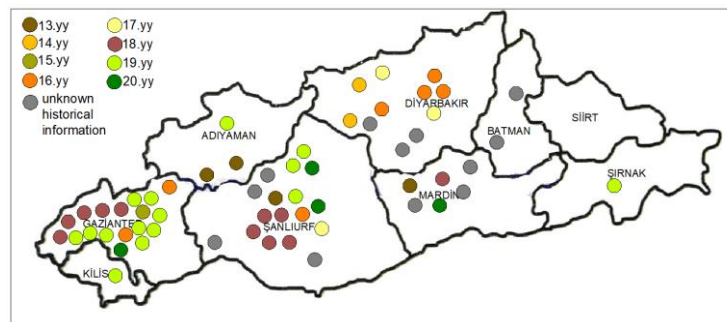 13.yy
14.yy
15.yy
16.yy
unknown
historical
information
17.yy
18.yy
19.yy
20.yy
DİYARBAKIR
ADIYAMAN
BATMAN
SİİRT
ŞIRNAK
MARDİN
GAZİANTEP
ŞANLIURF
KİLİS